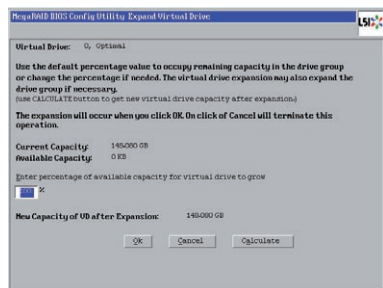 MegaRAID BIOS Config Utility Expand Virtual Drive
LSI
Virtual Drive: 0, Optimal
Use the default percentage value to occupy remaining capacity in the drive group
or change the percentage if needed. The virtual drive expansion may also expand the
drive group if necessary.
(use CALCULATE button to get new virtual drive capacity after expansion.)
The expansion will occur when you click OK. On click of Cancel will terminate this
operation.
Current Capacity: 148.080 GB
Available Capacity: 0 KB
Enter percentage of available capacity for virtual drive to grow
%
New Capacity of VD after Expansion: 148.080 GB
Ok Cancel Calculate